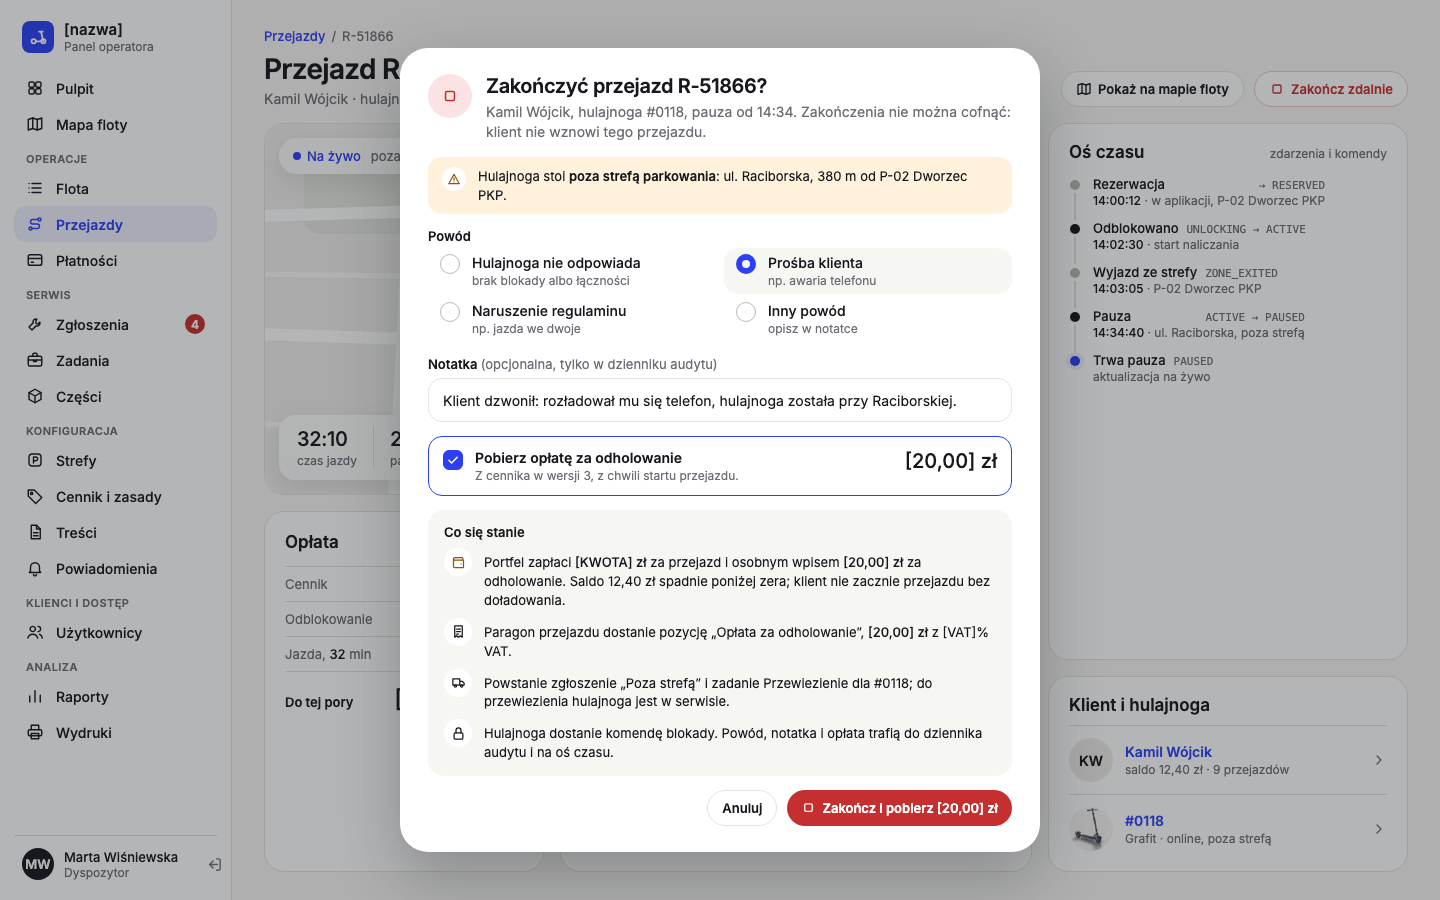 [nazwa]
Panel operatora
Pulpit
Mapa floty
OPERACJE
Flota
Przejazdy
Płatności
SERWIS
Zgłoszenia
4
Zadania
Części
KONFIGURACJA
Strefy
Cennik i zasady
Treści
Powiadomienia
KLIENCI I DOSTĘP
Użytkownicy
ANALIZA
Raporty
Wydruki
MW
Marta Wiśniewska
Dyspozytor
Przejazdy / R-51866
Przejazd R
Kamil Wójcik · hulajn
Pokaż na mapie floty
Zakończ zdalnie
Na żywo poza
32:10
czas jazdy
Opłata
Cennik
Odblokowanie
Jazda, 32 min
Do tej pory
Zakończyć przejazd R-51866?
Kamil Wójcik, hulajnoga #0118, pauza od 14:34. Zakończenia nie można cofnąć:
klient nie wznowi tego przejazdu.
Hulajnoga stoi poza strefą parkowania: ul. Raciborska, 380 m od P-02 Dworzec
PKP.
Powód
Hulajnoga nie odpowiada
brak blokady albo łączności
Prośba klienta
np. awaria telefonu
Naruszenie regulaminu
np. jazda we dwoje
Inny powód
opisz w notatce
Notatka (opcjonalna, tylko w dzienniku audytu)
Klient dzwonił: rozładował mu się telefon, hulajnoga została przy Raciborskiej.
Pobierz opłatę za odholowanie
Z cennika w wersji 3, z chwili startu przejazdu.
[20,00] zł
Co się stanie
Portfel zapłaci [KWOTA] zł za przejazd i osobnym wpisem [20,00] zł za
odholowanie. Saldo 12,40 zł spadnie poniżej zera; klient nie zacznie przejazdu bez
doładowania.
Paragon przejazdu dostanie pozycję „Opłata za odholowanie”, [20,00] zł z [VAT]%
VAT.
Powstanie zgłoszenie „Poza strefą” i zadanie Przewiezienie dla #0118; do
przewiezienia hulajnoga jest w serwisie.
Hulajnoga dostanie komendę blokady. Powód, notatka i opłata trafią do dziennika
audytu i na oś czasu.
Anuluj
Zakończ i pobierz [20,00] zł
Oś czasu
zdarzenia i komendy
Rezerwacja → RESERVED
14:00:12 · w aplikacji, P-02 Dworzec PKP
Odblokowano UNLOCKING → ACTIVE
14:02:30 · start naliczania
Wyjazd ze strefy ZONE_EXITED
14:03:05 · P-02 Dworzec PKP
Pauza ACTIVE → PAUSED
14:34:40 · ul. Raciborska, poza strefą
Trwa pauza PAUSED
aktualizacja na żywo
Klient i hulajnoga
KW
Kamil Wójcik
saldo 12,40 zł · 9 przejazdów
#0118
Grafit · online, poza strefą